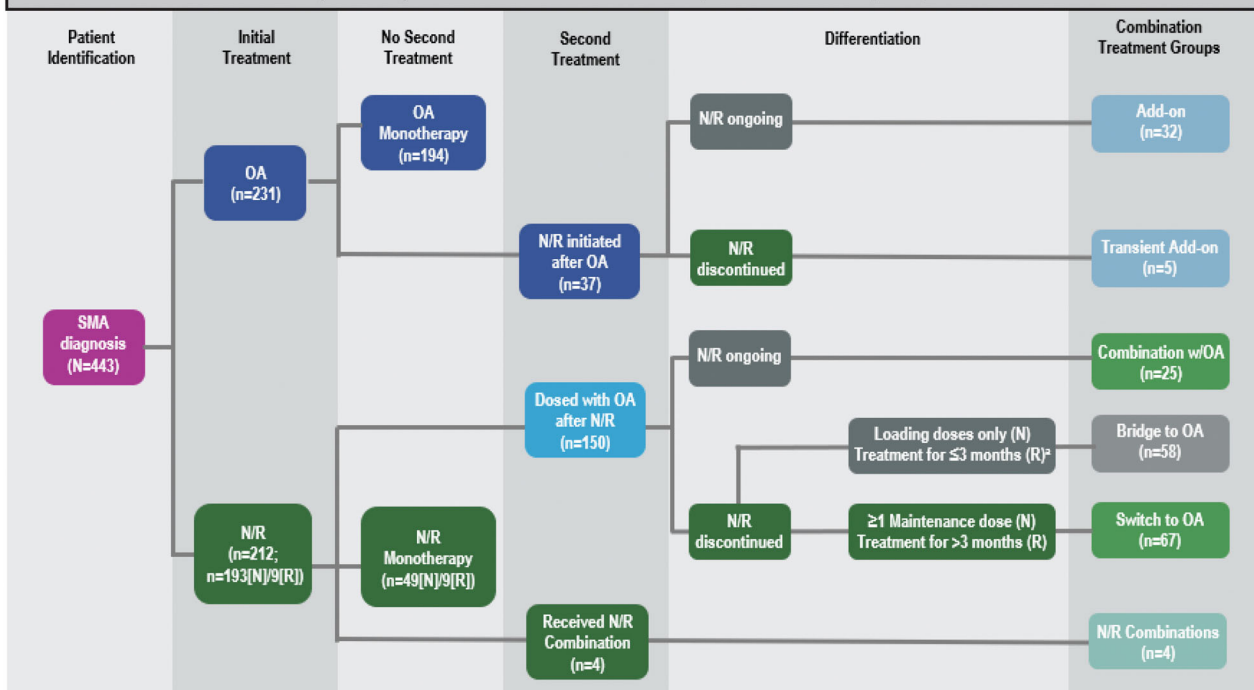 Patient
Identification
Initial
Treatment
No Second
Treatment
Second
Treatment
Differentiation
Combination
Treatment Groups
SMA
diagnosis
(N=443)
OA
(n=231)
OA
Monotherapy
(n=194)
N/R initiated
after OA
(n=37)
N/R ongoing
Add-on
(n=32)
N/R
discontinued
Transient Add-on
(n=5)
N/R
(n=212;
n=193[N]/9[R])
Dosed with OA
after N/R
(n=150)
N/R ongoing
Combination w/OA
(n=25)
Loading doses only (N)
Treatment for ≤3 months (R)ª
Bridge to OA
(n=58)
N/R
discontinued
≥1 Maintenance dose (N)
Treatment for >3 months (R)
Switch to OA
(n=67)
N/R
Monotherapy
(n=49[N]/9[R])
Received N/R
Combination
(n=4)
N/R Combinations
(n=4)